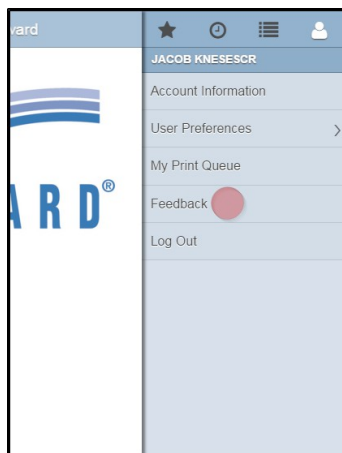 vard
JACOB KNESESCR
Account Information
User Preferences
My Print Queue
Feedback
Log Out
ARD®